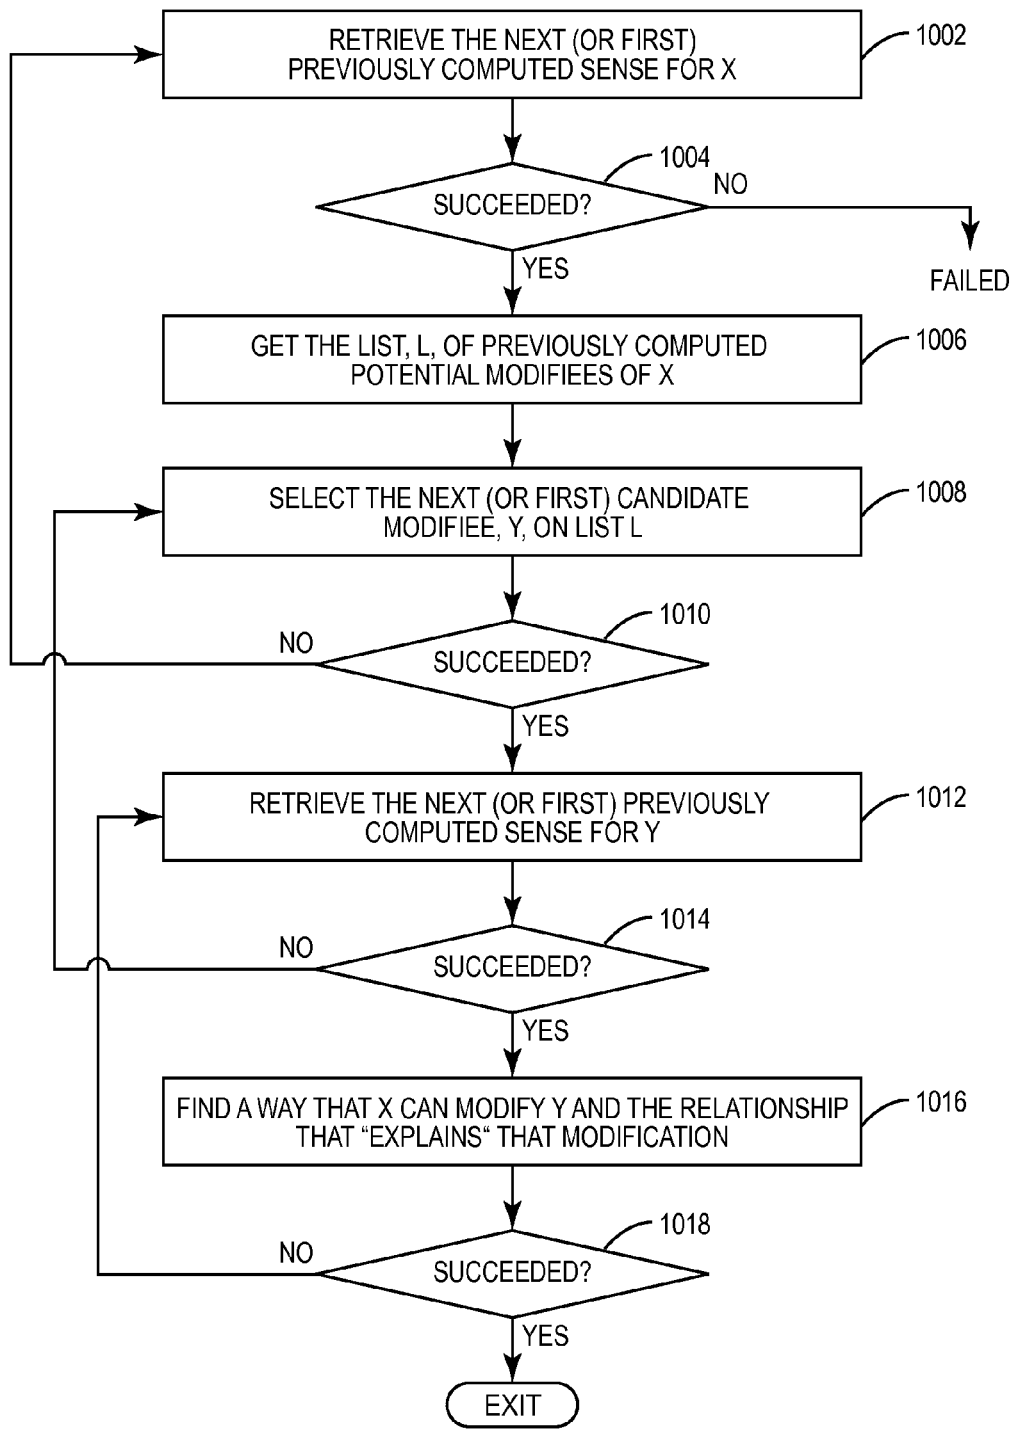 RETRIEVE THE NEXT (OR FIRST)
PREVIOUSLY COMPUTED SENSE FOR X
1002
1004
SUCCEEDED?
NO
FAILED
YES
GET THE LIST, L, OF PREVIOUSLY COMPUTED
POTENTIAL MODIFIEES OF X
1006
SELECT THE NEXT (OR FIRST) CANDIDATE
MODIFIEE, Y, ON LIST L
1008
1010
NO
SUCCEEDED?
YES
RETRIEVE THE NEXT (OR FIRST) PREVIOUSLY
COMPUTED SENSE FOR Y
1012
1014
NO
SUCCEEDED?
YES
FIND A WAY THAT X CAN MODIFY Y AND THE RELATIONSHIP
THAT “EXPLAINS“ THAT MODIFICATION
1016
1018
NO
SUCCEEDED?
YES
EXIT